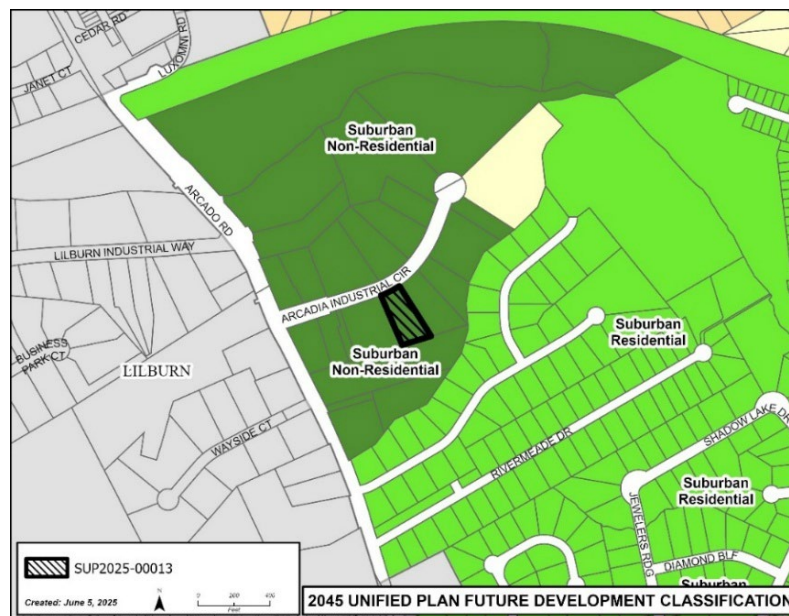 CEDAR RD
LUXOMNI RD
JANET CT
Suburban
Non-Residential
ARCADO RD
LILBURN INDUSTRIAL WAY
ARCADIA INDUSTRIAL CIR
BUSINESS
PARK CT
LILBURN
Suburban
Non-Residential
Suburban
Residential
WAYSIDE CT
RIVERMEADE DR
SHADOW LAKE DR
Suburban
Residential
JEWELERS RDG
DIAMOND BLF
Suburban
SUP2025-00013
Created: June 5, 2025
0 200 400
Feet
2045 UNIFIED PLAN FUTURE DEVELOPMENT CLASSIFICATION